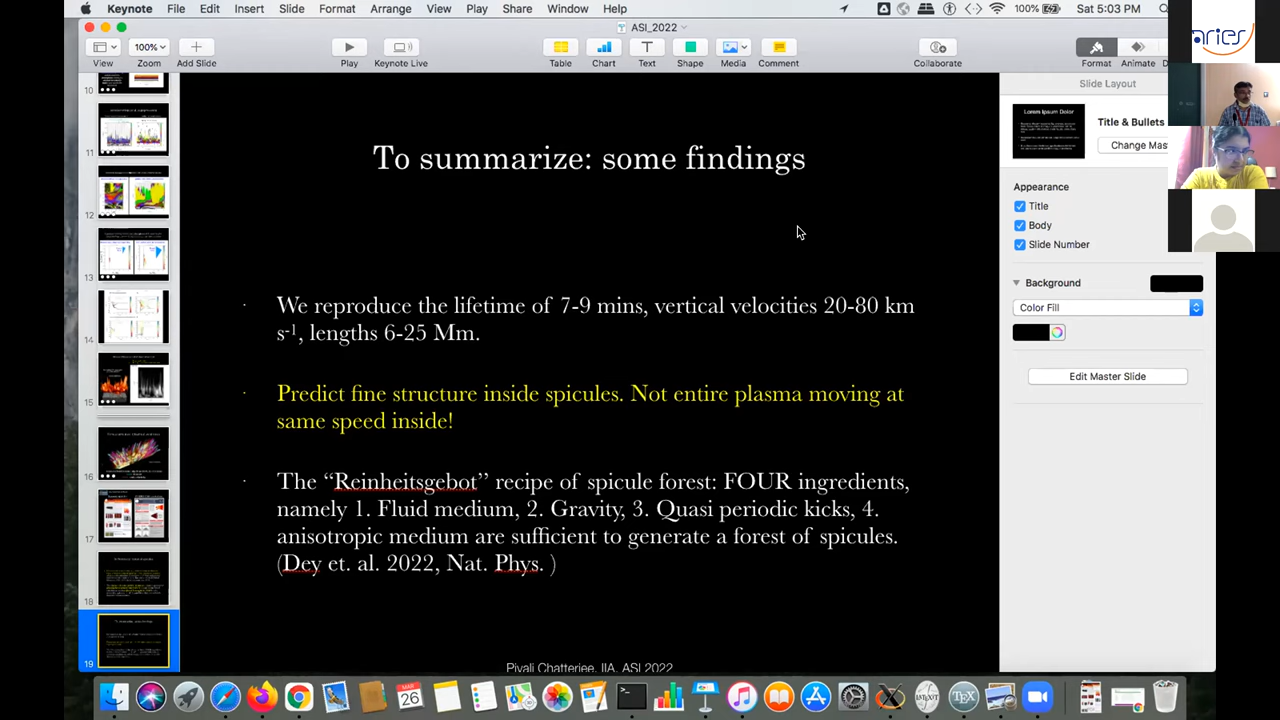 Keynote File Edit Insert Slide Format Arrange View Play Share Window Help 100% Sat 5:03 PM
ASI_2022
100%
View Zoom Add Slide Play Keynote Live Table Chart Text Shape Media Comment Collaborate Format Animate
aries
Slide Layout
Title & Bullets
Change Mas
Appearance
Title
Body
Slide Number
Background
Color Fill
Edit Master Slide
10
11
12
13
14
15
16
17
18
19
To summarize: some findings
· We reproduce the lifetime of 7-9 mins, vertical velocities 20-80 km
s-1, lengths 6-25 Mm.
· Predict fine structure inside spicules. Not entire plasma moving at
same speed inside!
· The “Reinheitsgebot” recipe of spicule forest: FOUR ingredients,
namely 1. Fluid medium, 2. Gravity, 3. Quasi periodic kicks, 4.
anisotropic medium are sufficient to generate a forest of spicules.
(Dey et. al. 2022, Nat. Phys. )
Piyali Chatterjee, IIA, ASI 2022
MAR
26